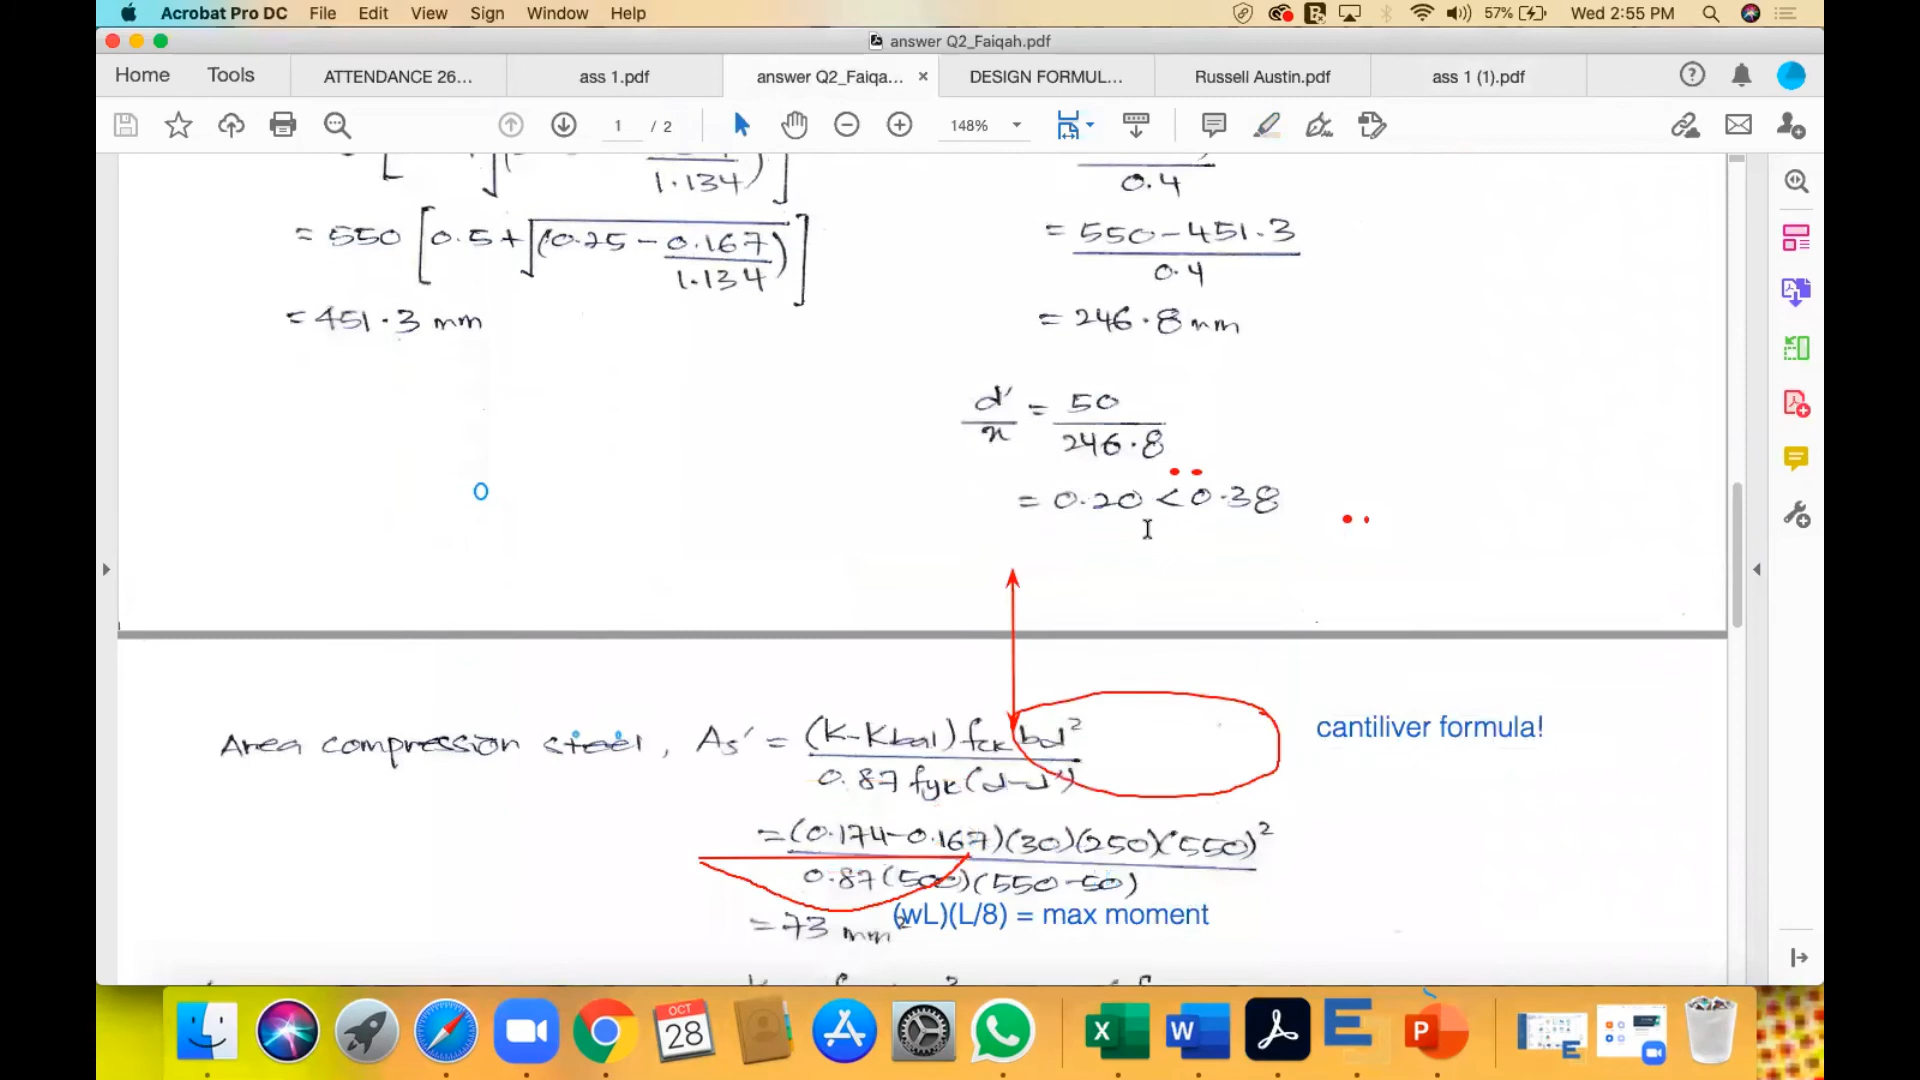 Acrobat Pro DC File Edit View Sign Window Help 57% Wed 2:55 PM
answer Q2_Faiqah.pdf
Home Tools ATTENDANCE 26... ass 1.pdf answer Q2_Faiqa... × DESIGN FORMUL... Russell Austin.pdf ass 1 (1).pdf
1 / 2 148%
1.134
0.4
= 550 [0.5 + √(0.25 - 0.167/1.134)]
= 550 - 451.3
0.4
= 451.3 mm
= 246.8 mm
d'/x = 50/246.8
= 0.20 < 0.38
Area compression steel, As' = (K-Kbal) fck bd²
0.87 fyk (d-d')
cantiliver formula!
= (0.174-0.167)(30)(250)(550)²
0.87(500)(550-50)
= 73 mm²
(wL)(L/8) = max moment
OCT
28
X W E P